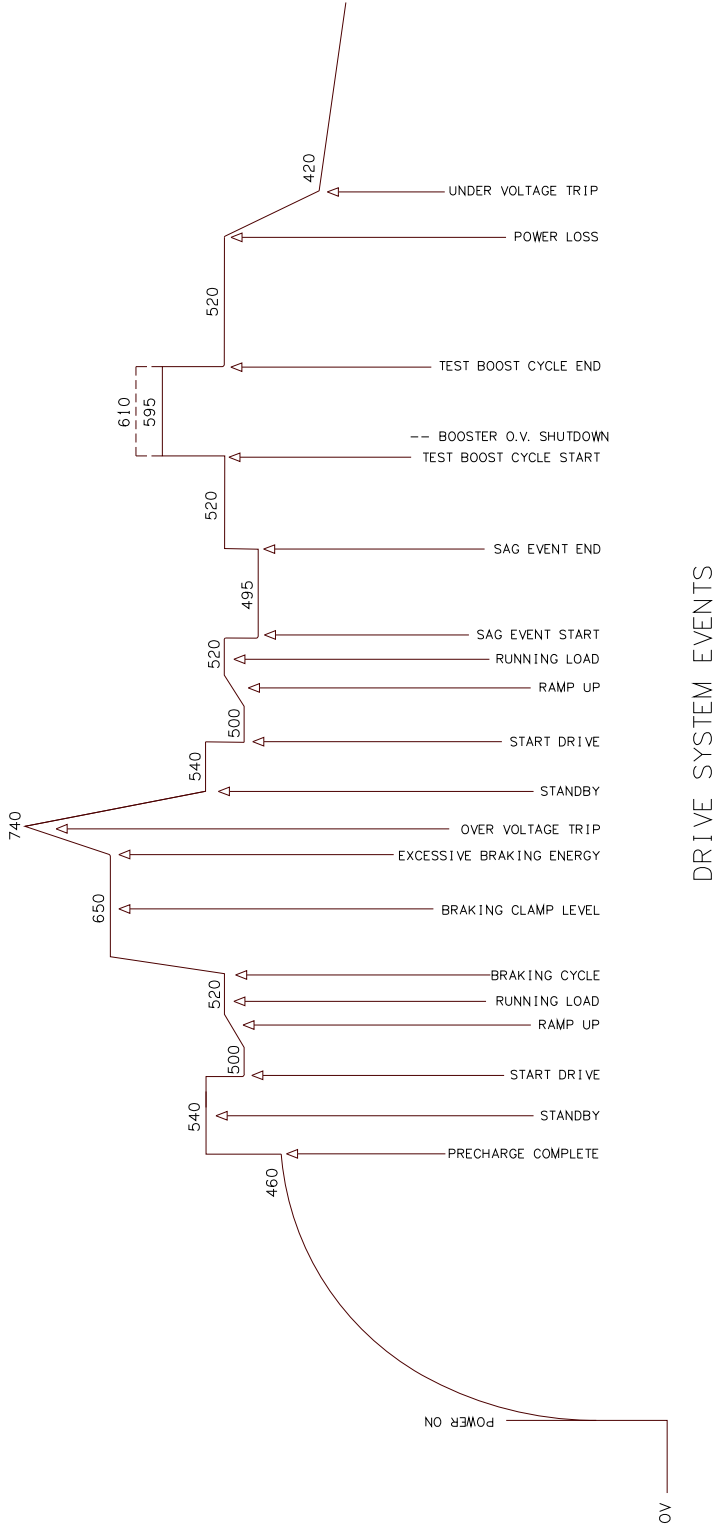 420
UNDER VOLTAGE TRIP
POWER LOSS
520
TEST BOOST CYCLE END
610
595
-- BOOSTER O.V. SHUTDOWN
TEST BOOST CYCLE START
520
SAG EVENT END
495
SAG EVENT START
520
RUNNING LOAD
RAMP UP
500
START DRIVE
540
STANDBY
740
OVER VOLTAGE TRIP
EXCESSIVE BRAKING ENERGY
650
BRAKING CLAMP LEVEL
BRAKING CYCLE
520
RUNNING LOAD
RAMP UP
500
START DRIVE
540
STANDBY
PRECHARGE COMPLETE
460
POWER ON
0V
DRIVE SYSTEM EVENTS